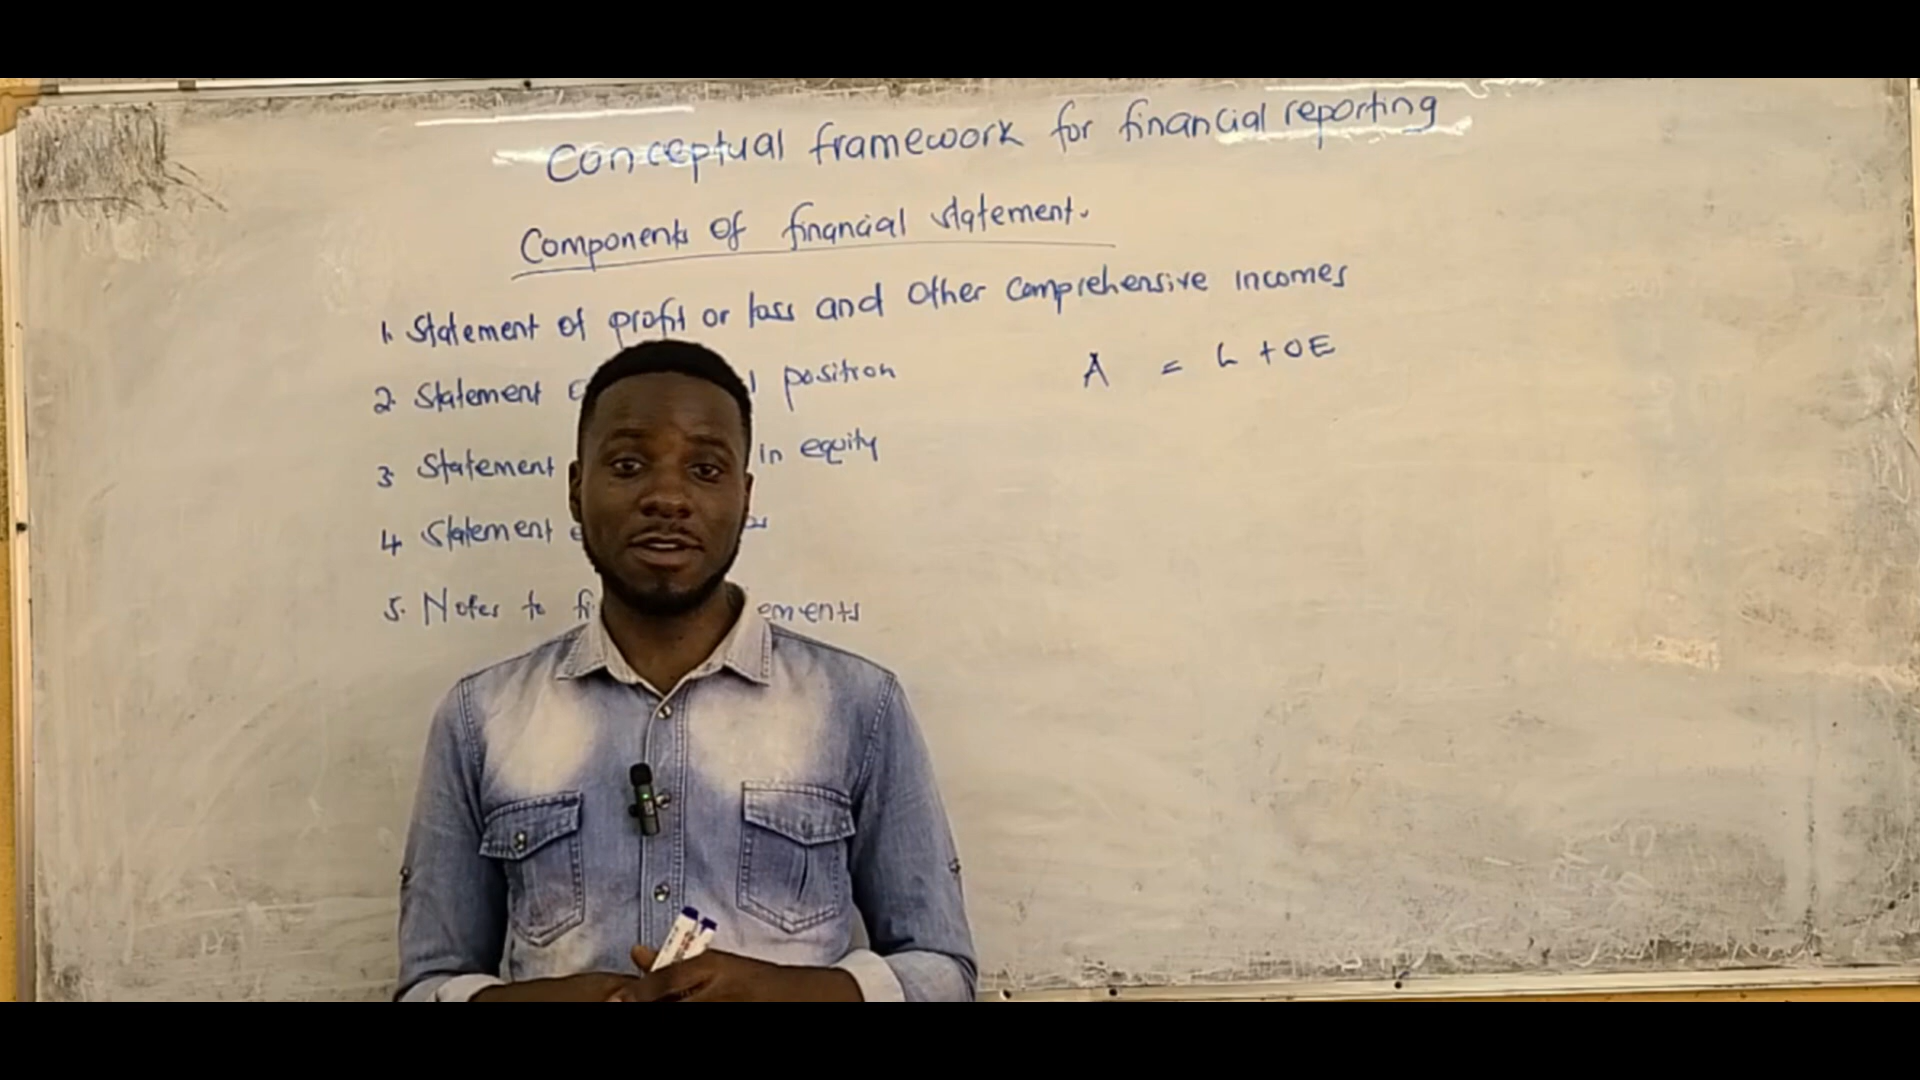 Conceptual framework for financial reporting
Components of financial statement.
1. Statement of profit or loss and Other Comprehensive incomes
2. Statement position
A = L + OE
3. Statement in equity
4. Statement
5. Notes to